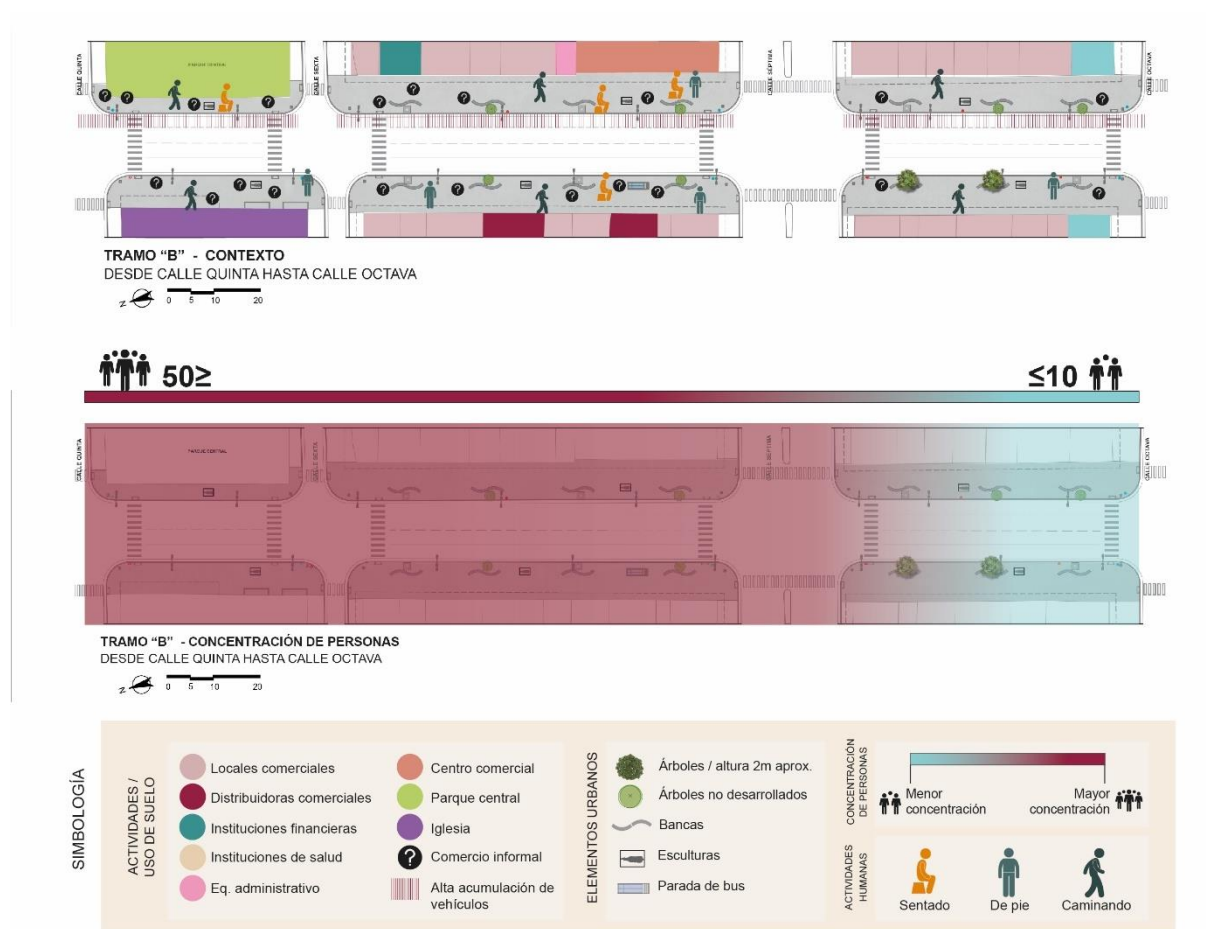 CALLE QUINTA
PARQUE CENTRAL
CALLE SEXTA
CALLE SÉPTIMA
CALLE OCTAVA
TRAMO “B” - CONTEXTO
DESDE CALLE QUINTA HASTA CALLE OCTAVA
N
0 5 10 20
50≥
≤10
CALLE QUINTA
PARQUE CENTRAL
CALLE SEXTA
CALLE SÉPTIMA
CALLE OCTAVA
TRAMO “B” - CONCENTRACIÓN DE PERSONAS
DESDE CALLE QUINTA HASTA CALLE OCTAVA
N
0 5 10 20
SIMBOLOGÍA
ACTIVIDADES /
USO DE SUELO
Locales comerciales
Distribuidoras comerciales
Instituciones financieras
Instituciones de salud
Eq. administrativo
Centro comercial
Parque central
Iglesia
Comercio informal
Alta acumulación de
vehículos
ELEMENTOS URBANOS
Árboles / altura 2m aprox.
Árboles no desarrollados
Bancas
Esculturas
Parada de bus
CONCENTRACIÓN
DE PERSONAS
Menor
concentración
Mayor
concentración
ACTIVIDADES
HUMANAS
Sentado
De pie
Caminando